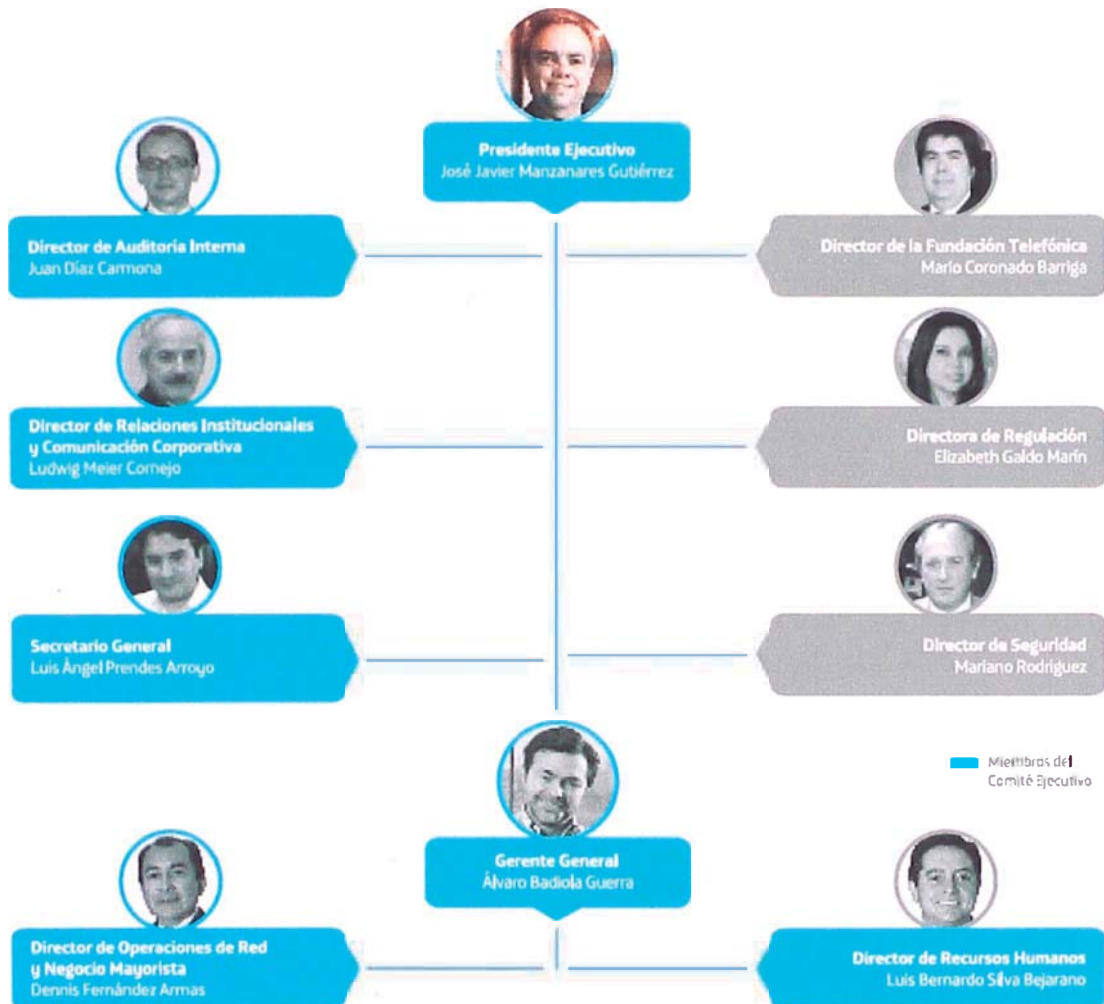 Presidente Ejecutivo
José Javier Manzanares Gutiérrez
Director de Auditoria Interna
Juan Díaz Carmona
Director de la Fundación Telefónica
Mario Coronado Barriga
Director de Relaciones Institucionales
y Comunicación Corporativa
Ludwig Meier Cornejo
Directora de Regulación
Elizabeth Galdo Marín
Secretario General
Luis Ángel Prendes Arroyo
Director de Seguridad
Mariano Rodriguez
Miembros del
Comité Ejecutivo
Gerente General
Álvaro Badiola Guerra
Director de Operaciones de Red
y Negocio Mayorista
Dennis Fernández Armas
Director de Recursos Humanos
Luis Bernardo Silva Bejarano